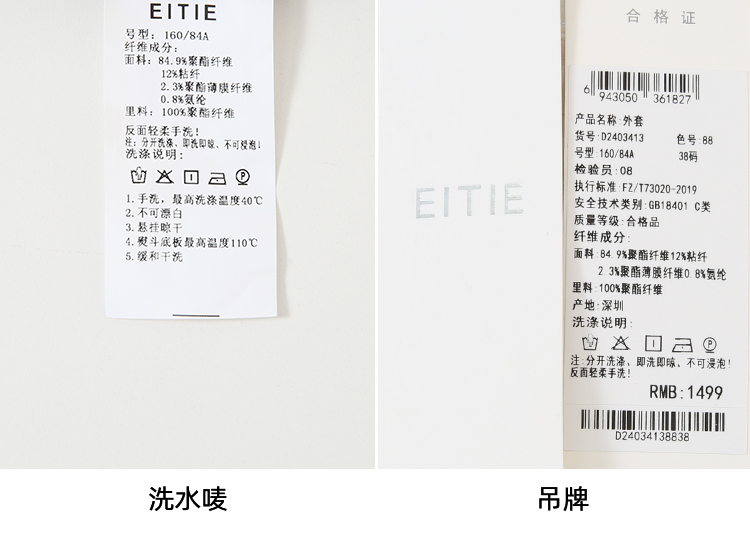 EITIE
号型: 160/84A
纤维成分:
面料: 84.9%聚酯纤维
12%粘纤
2.3%聚酯薄膜纤维
0.8%氨纶
里料: 100%聚酯纤维
反面轻柔手洗!
注: 分开洗涤、即洗即晾、不可浸泡!
洗涤说明:
1.手洗，最高洗涤温度40℃
2.不可漂白
3.悬挂晾干
4.熨斗底板最高温度110℃
5.缓和干洗
洗水唛
EITIE
合格证
6 943050 361827
产品名称:外套
货号:D2403413 色号:88
号型:160/84A 38码
检验员:08
执行标准:FZ/T73020-2019
安全技术类别:GB18401 C类
质量等级:合格品
纤维成分:
面料:84.9%聚酯纤维12%粘纤
2.3%聚酯薄膜纤维0.8%氨纶
里料:100%聚酯纤维
产地:深圳
洗涤说明:
注:分开洗涤、即洗即晾、不可浸泡!
反面轻柔手洗!
RMB:1499
D24034138838
吊牌